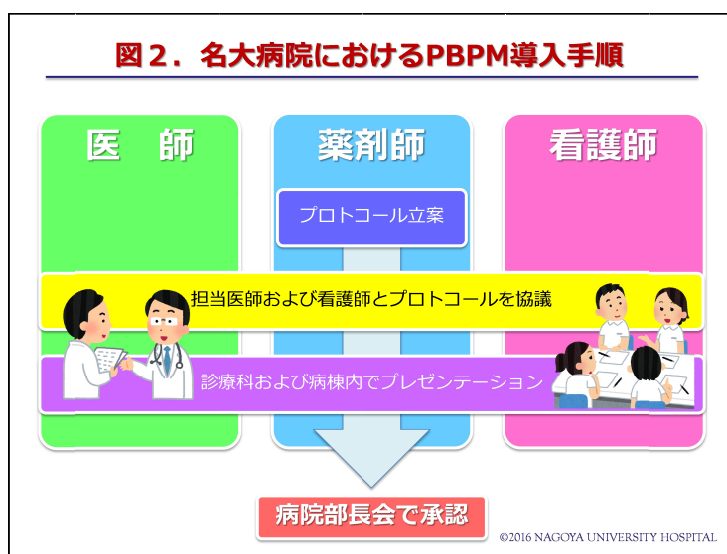 図２．名大病院におけるPBPM導入手順
医　師
薬剤師
看護師
プロトコール立案
担当医師および看護師とプロトコールを協議
診療科および病棟内でプレゼンテーション
病院部長会で承認
©2016 NAGOYA UNIVERSITY HOSPITAL